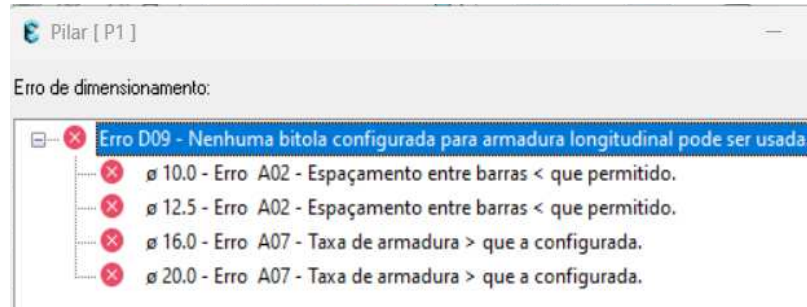 Pilar [ P1 ]
Erro de dimensionamento:
Erro D09 - Nenhuma bitola configurada para armadura longitudinal pode ser usada
ø 10.0 - Erro A02 - Espaçamento entre barras < que permitido.
ø 12.5 - Erro A02 - Espaçamento entre barras < que permitido.
ø 16.0 - Erro A07 - Taxa de armadura > que a configurada.
ø 20.0 - Erro A07 - Taxa de armadura > que a configurada.